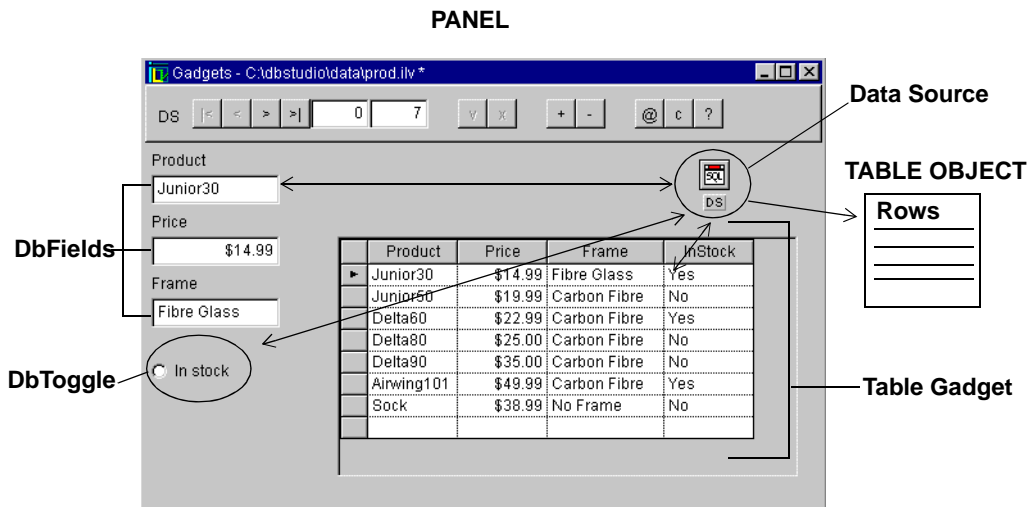 PANEL
Gadgets - C:\dbstudio\data\prod.ilv *
DS |< < > >| 0 7 V X + - @ c ?
Data Source
Product
Junior30
SQL
DS
TABLE OBJECT
Rows
Price
$14.99
DbFields
Frame
Fibre Glass
DbToggle
In stock
Product Price Frame InStock
Junior30 $14.99 Fibre Glass Yes
Junior50 $19.99 Carbon Fibre No
Delta60 $22.99 Carbon Fibre Yes
Delta80 $25.00 Carbon Fibre No
Delta90 $35.00 Carbon Fibre No
Airwing101 $49.99 Carbon Fibre Yes
Sock $38.99 No Frame No
Table Gadget